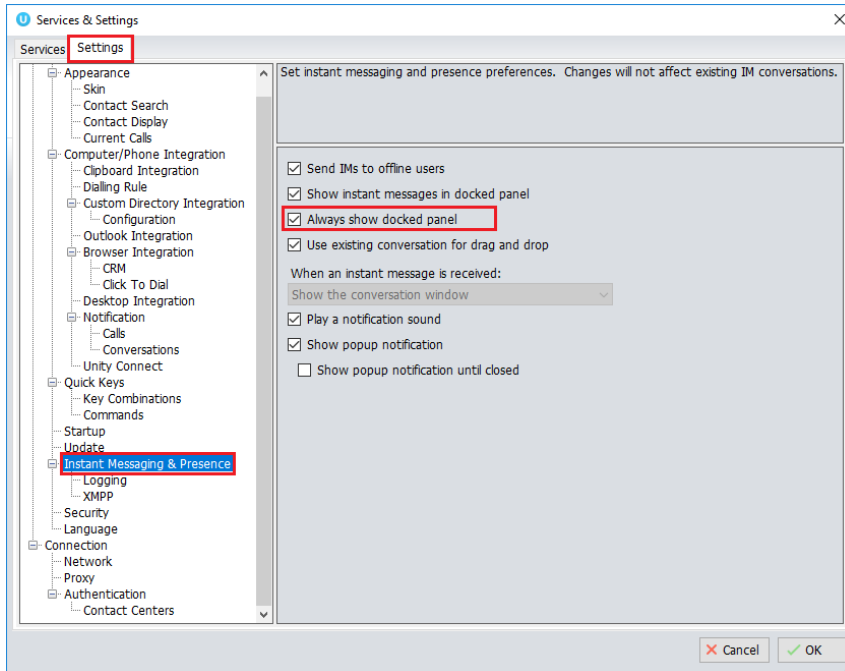 Services & Settings
Services
Settings
Appearance
Skin
Contact Search
Contact Display
Current Calls
Computer/Phone Integration
Clipboard Integration
Dialling Rule
Custom Directory Integration
Configuration
Outlook Integration
Browser Integration
CRM
Click To Dial
Desktop Integration
Notification
Calls
Conversations
Unity Connect
Quick Keys
Key Combinations
Commands
Startup
Update
Instant Messaging & Presence
Logging
XMPP
Security
Language
Connection
Network
Proxy
Authentication
Contact Centers
Set instant messaging and presence preferences. Changes will not affect existing IM conversations.
Send IMs to offline users
Show instant messages in docked panel
Always show docked panel
Use existing conversation for drag and drop
When an instant message is received:
Show the conversation window
Play a notification sound
Show popup notification
Show popup notification until closed
Cancel
OK